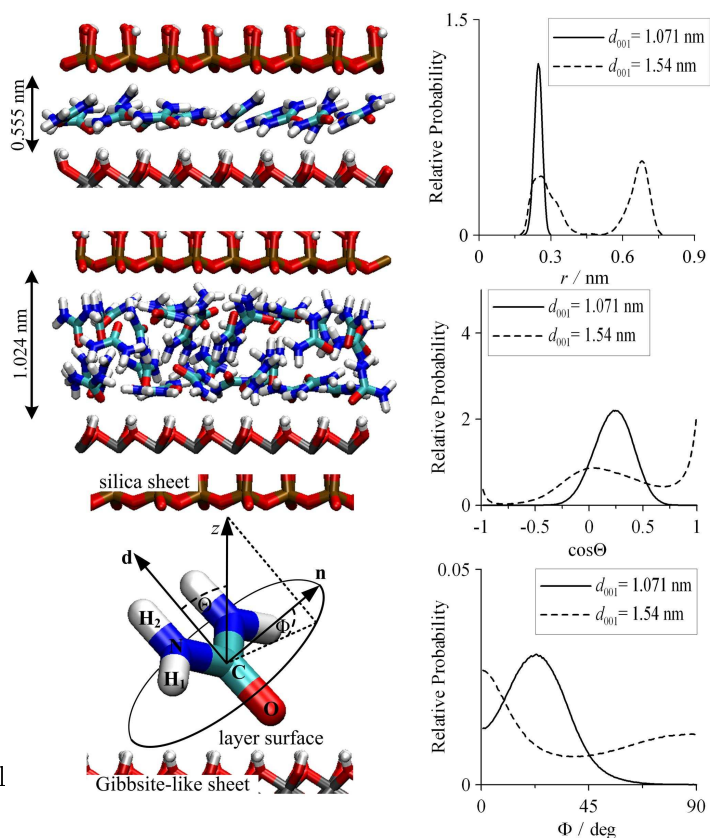 0.555 nm
1.024 nm
silica sheet
z
d
n
Θ
Φ
H2
N
H1
C
O
layer surface
Gibbsite-like sheet
l
1.5
d001 = 1.071 nm
d001 = 1.54 nm
Relative Probability
0
0 0.3 0.6 0.9
r / nm
d001 = 1.071 nm
4
d001 = 1.54 nm
Relative Probability
2
0
-1 -0.5 0 0.5 1
cosΘ
0.05
d001 = 1.071 nm
d001 = 1.54 nm
Relative Probability
0
0 45 90
Φ / deg